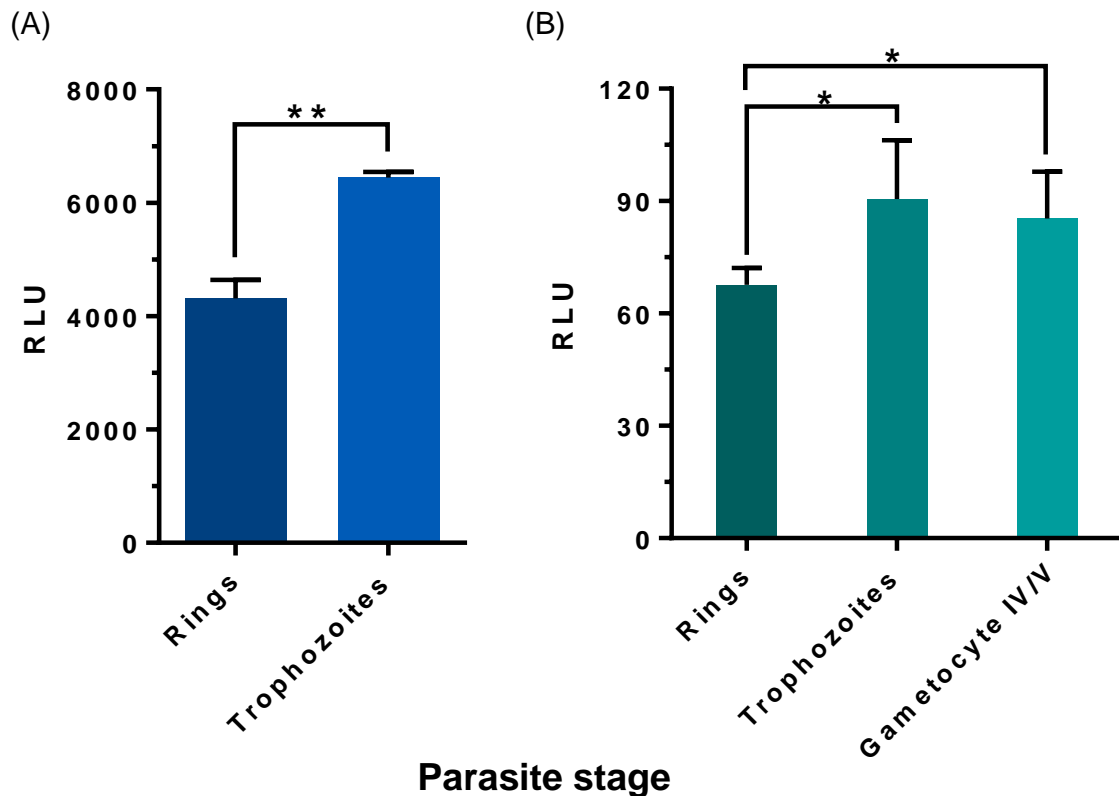 (A)
8000
6000
4000
2000
0
RLU
**
Rings
Trophozoites
(B)
120
90
60
30
0
RLU
*
*
Rings
Trophozoites
Gametocyte IV/V
Parasite stage